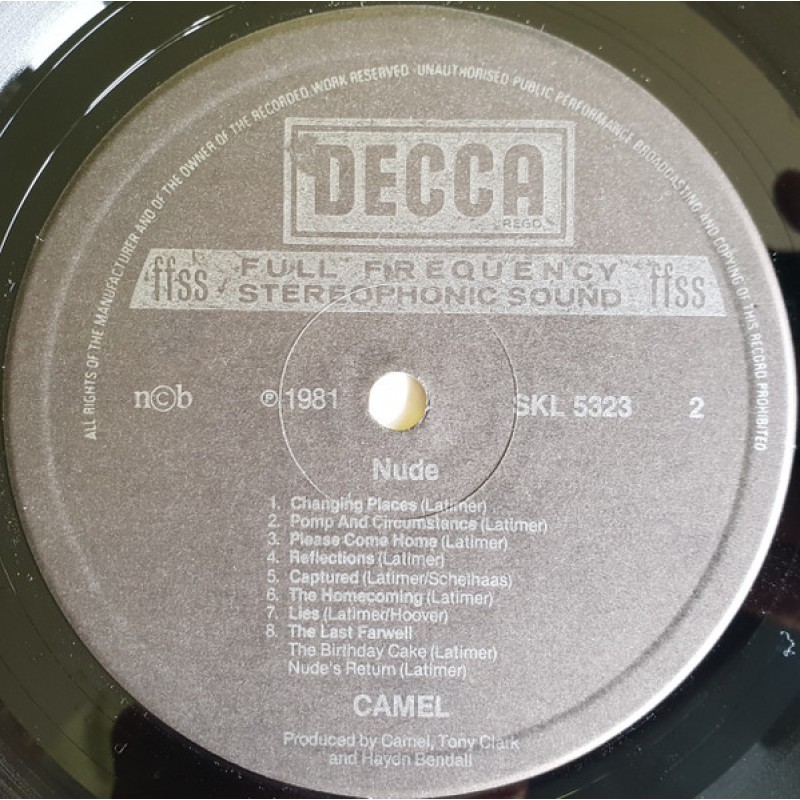 ALL RIGHTS OF THE MANUFACTURER AND OF THE OWNER OF THE RECORDED WORK RESERVED · UNAUTHORISED PUBLIC PERFORMANCE BROADCASTING AND COPYING OF THIS RECORD PROHIBITED
DECCA
REGD.
ffss FULL FREQUENCY STEREOPHONIC SOUND ffss
n©b ℗ 1981 SKL 5323 2
Nude
1. Changing Places (Latimer)
2. Pomp And Circumstance (Latimer)
3. Please Come Home (Latimer)
4. Reflections (Latimer)
5. Captured (Latimer/Schelhaas)
6. The Homecoming (Latimer)
7. Lies (Latimer/Hoover)
8. The Last Farwell
The Birthday Cake (Latimer)
Nude's Return (Latimer)
CAMEL
Produced by Camel, Tony Clark
and Haydn Bendall